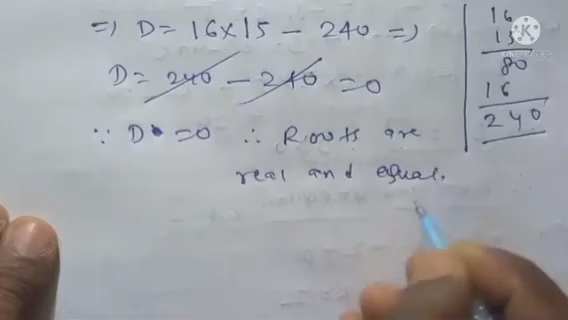 =) D = 16 × 15 - 240 =)
D = 240 - 240 = 0
∵ D = 0 ∴ Roots are
real and equal.
16
15
80
16
240
K